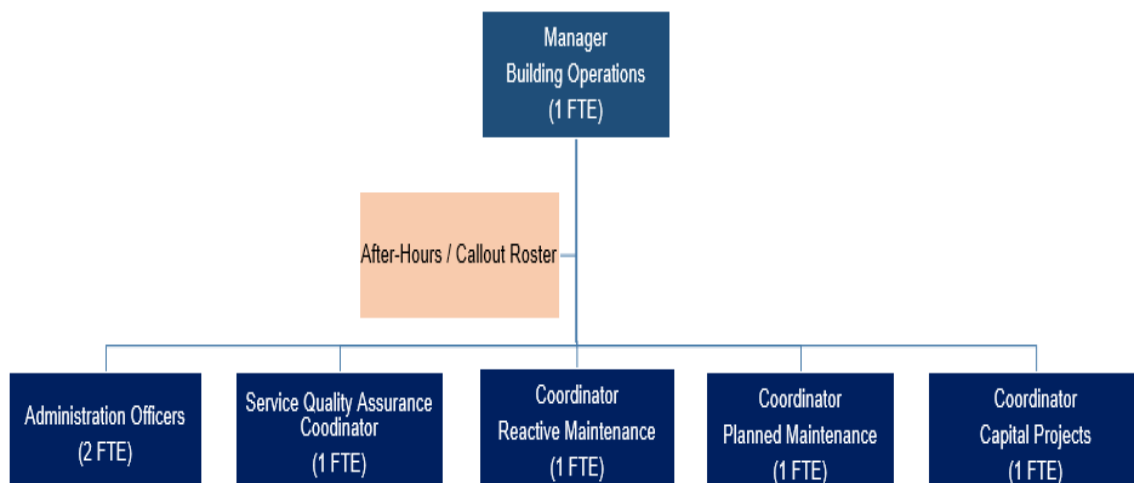 Manager
Building Operations
(1 FTE)
After-Hours / Callout Roster
Administration Officers
(2 FTE)
Service Quality Assurance
Coodinator
(1 FTE)
Coordinator
Reactive Maintenance
(1 FTE)
Coordinator
Planned Maintenance
(1 FTE)
Coordinator
Capital Projects
(1 FTE)